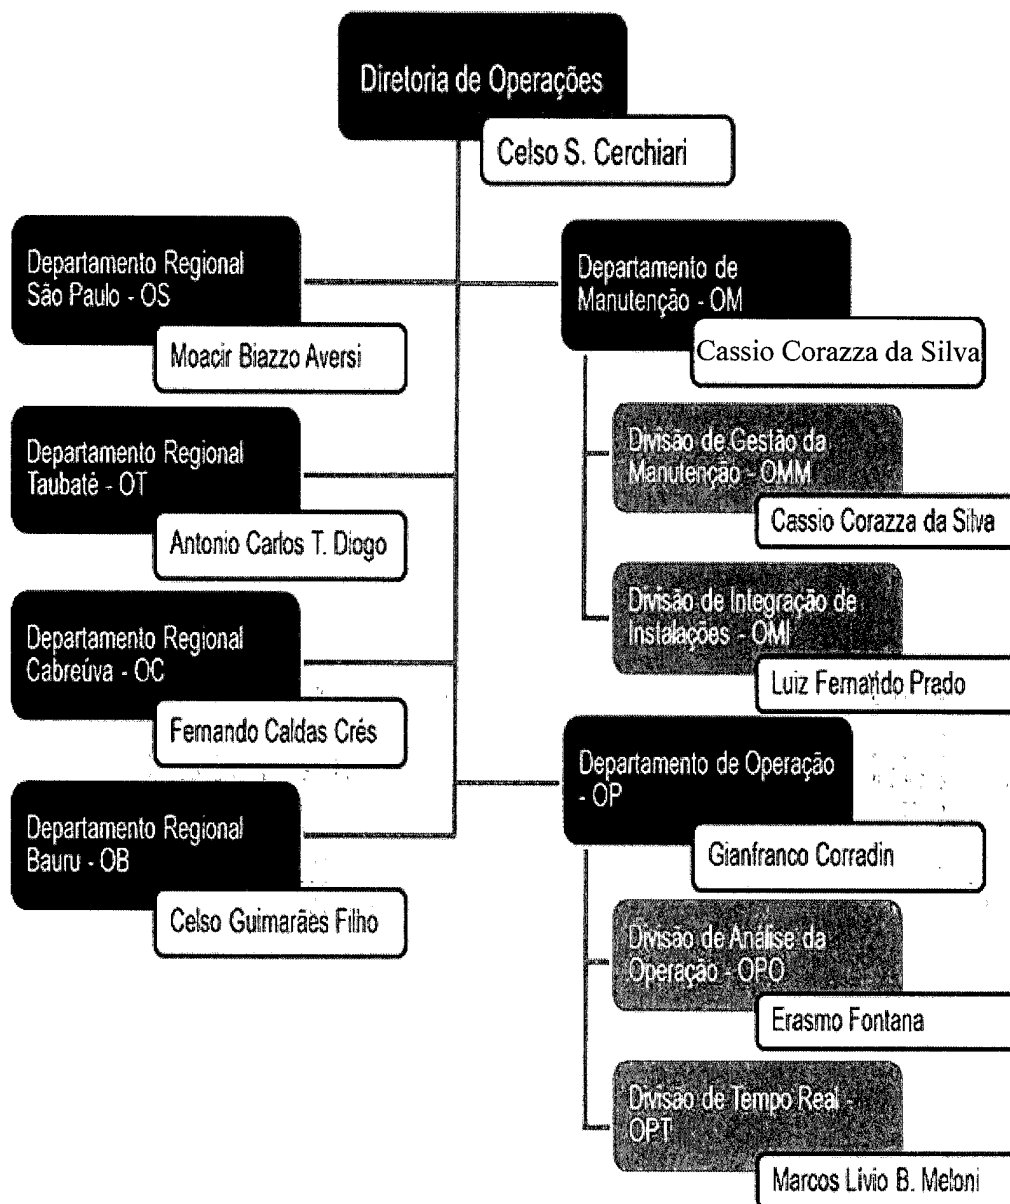 Diretoria de Operações
Celso S. Cerchiari
Departamento Regional
São Paulo - OS
Moacir Biazzo Aversi
Departamento Regional
Taubaté - OT
Antonio Carlos T. Diogo
Departamento Regional
Cabreúva - OC
Fernando Caldas Crés
Departamento Regional
Bauru - OB
Celso Guimarães Filho
Departamento de
Manutenção - OM
Cassio Corazza da Silva
Divisão de Gestão da
Manutenção - OMM
Cassio Corazza da Silva
Divisão de Integração de
Instalações - OMI
Luiz Fernando Prado
Departamento de Operação
- OP
Gianfranco Corradin
Divisão de Análise da
Operação - OPO
Erasmo Fontana
Divisão de Tempo Real -
OPT
Marcos Lívio B. Meloni